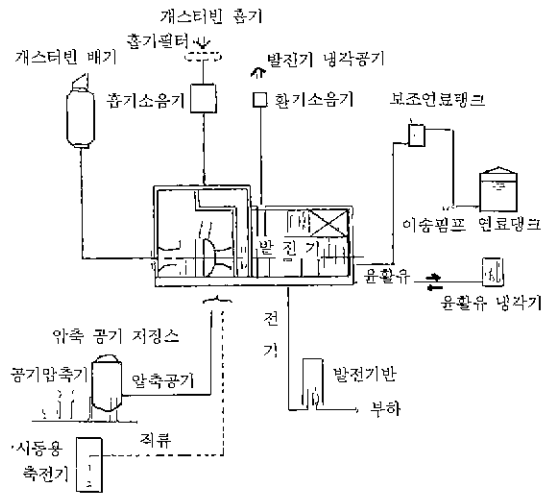 개스터빈 흡기
흡기필터
개스터빈 배기
발전기 냉각공기
흡기소음기
환기소음기
보조연료탱크
이송펌프 연료탱크
발 전 기
윤활유
윤활유 냉각기
압축 공기 저장소
전
기
공기압축기
압축공기
발전기반
부하
직류
시동용
축전기